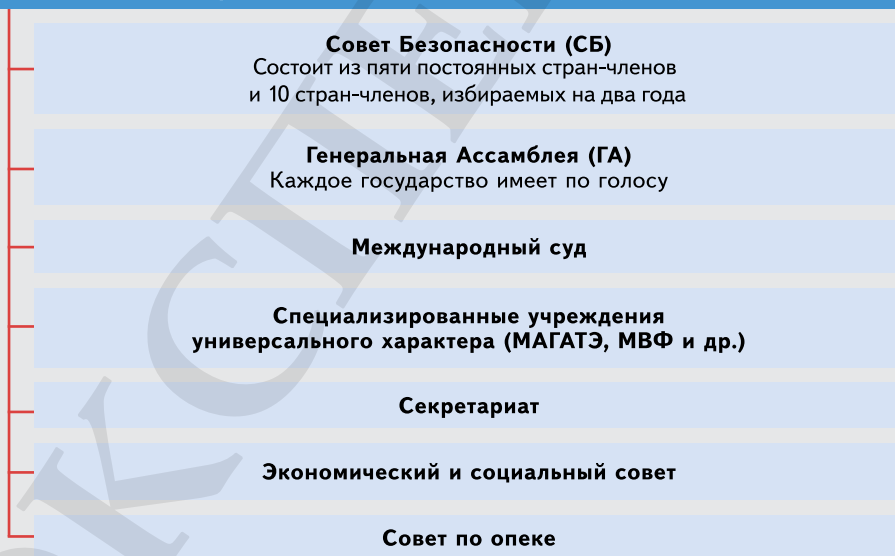 Совет Безопасности (СБ)
Состоит из пяти постоянных стран-членов
и 10 стран-членов, избираемых на два года
Генеральная Ассамблея (ГА)
Каждое государство имеет по голосу
Международный суд
Специализированные учреждения
универсального характера (МАГАТЭ, МВФ и др.)
Секретариат
Экономический и социальный совет
Совет по опеке